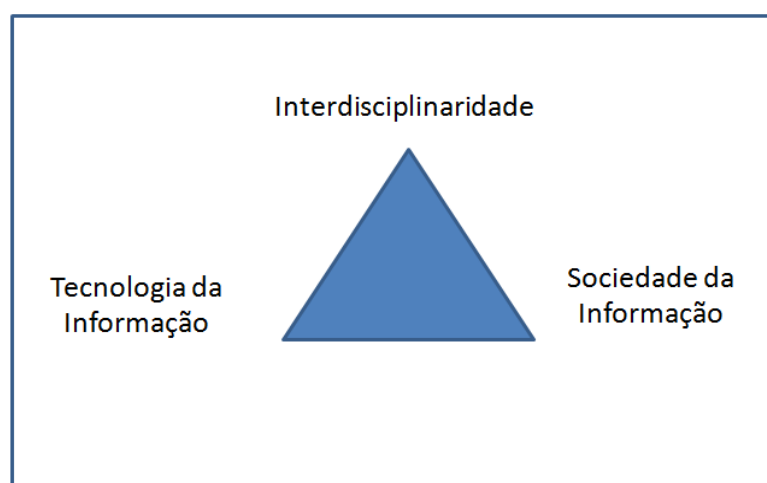 Interdisciplinaridade
Tecnologia da
Informação
Sociedade da
Informação